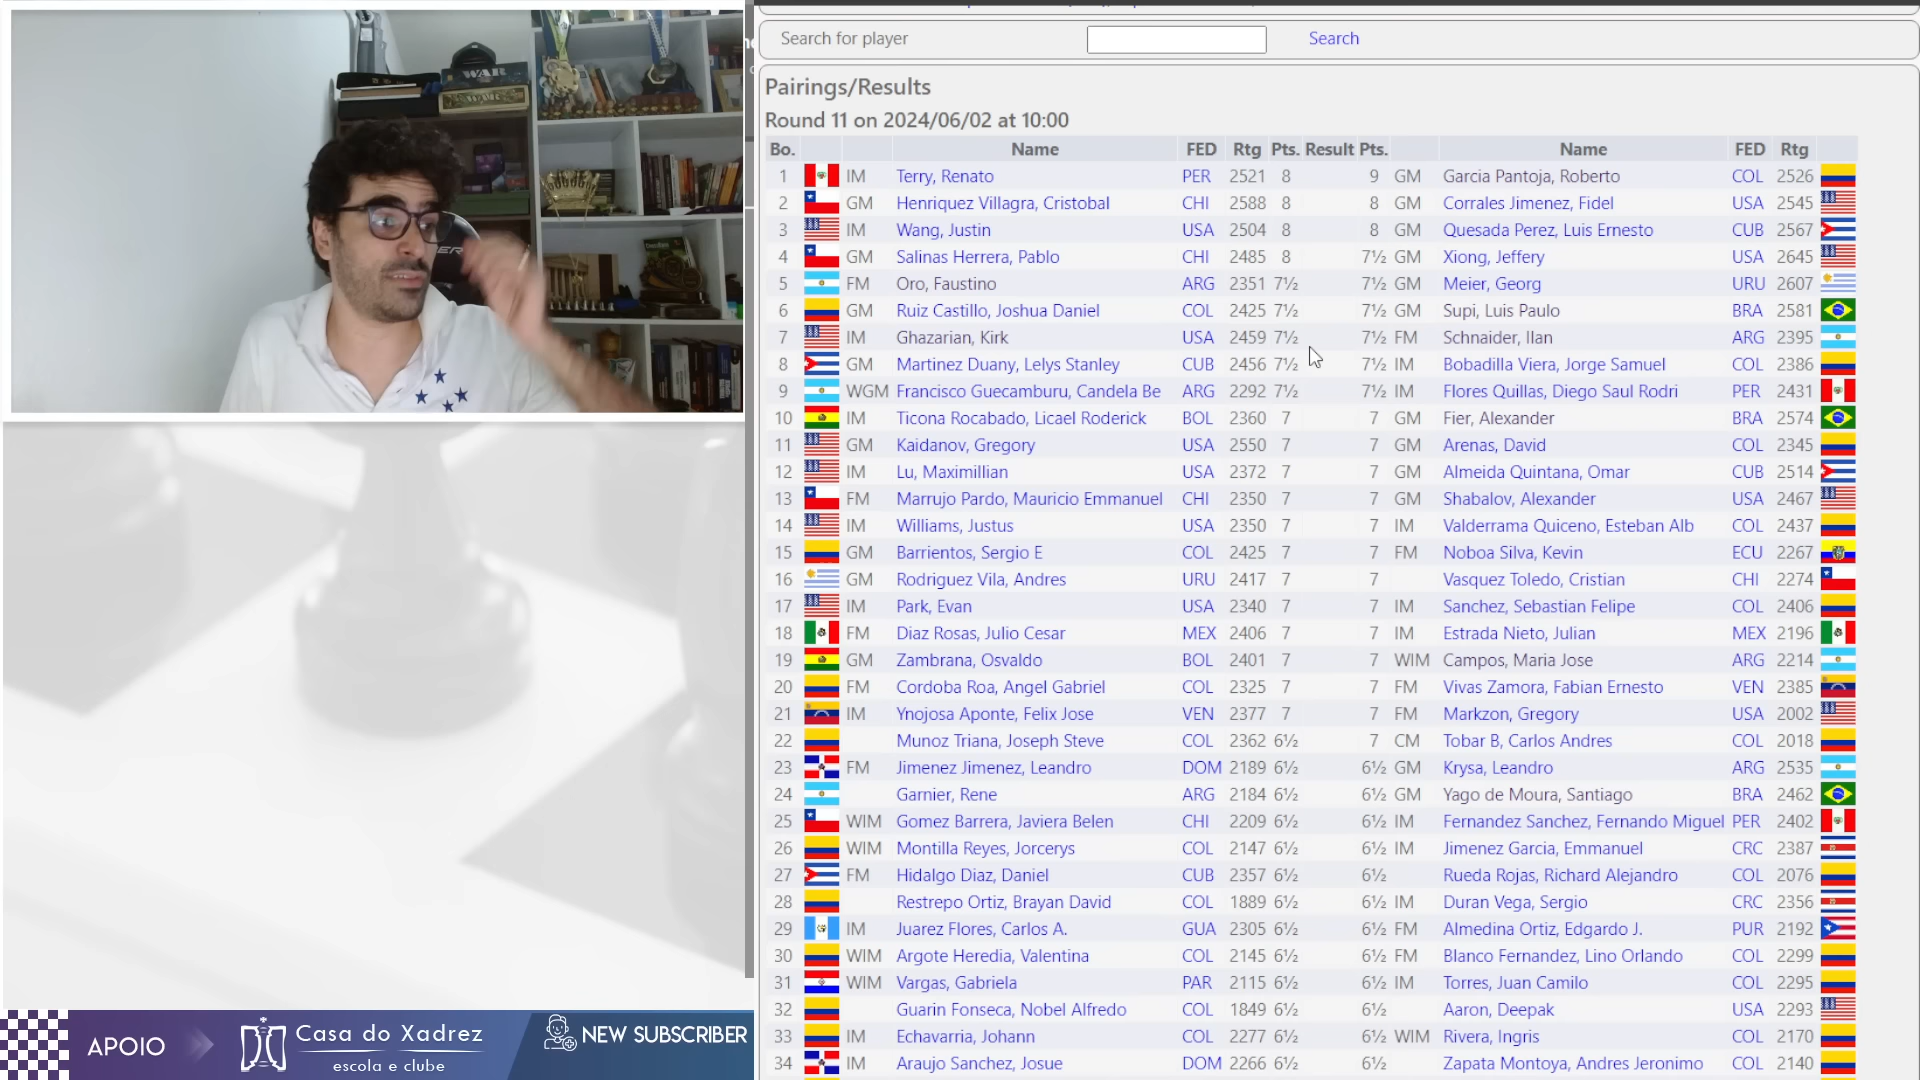 WAR
Search for player
Search
Pairings/Results
Round 11 on 2024/06/02 at 10:00
Bo. Name FED Rtg Pts. Result Pts. Name FED Rtg
1 IM Terry, Renato PER 2521 8 9 GM Garcia Pantoja, Roberto COL 2526
2 GM Henriquez Villagra, Cristobal CHI 2588 8 8 GM Corrales Jimenez, Fidel USA 2545
3 IM Wang, Justin USA 2504 8 8 GM Quesada Perez, Luis Ernesto CUB 2567
4 GM Salinas Herrera, Pablo CHI 2485 8 7½ GM Xiong, Jeffery USA 2645
5 FM Oro, Faustino ARG 2351 7½ 7½ GM Meier, Georg URU 2607
6 GM Ruiz Castillo, Joshua Daniel COL 2425 7½ 7½ GM Supi, Luis Paulo BRA 2581
7 IM Ghazarian, Kirk USA 2459 7½ 7½ FM Schnaider, Ilan ARG 2395
8 GM Martinez Duany, Lelys Stanley CUB 2456 7½ 7½ IM Bobadilla Viera, Jorge Samuel COL 2386
9 WGM Francisco Guecamburu, Candela Be ARG 2292 7½ 7½ IM Flores Quillas, Diego Saul Rodri PER 2431
10 IM Ticona Rocabado, Licael Roderick BOL 2360 7 7 GM Fier, Alexander BRA 2574
11 GM Kaidanov, Gregory USA 2550 7 7 GM Arenas, David COL 2345
12 IM Lu, Maximillian USA 2372 7 7 GM Almeida Quintana, Omar CUB 2514
13 FM Marrujo Pardo, Mauricio Emmanuel CHI 2350 7 7 GM Shabalov, Alexander USA 2467
14 IM Williams, Justus USA 2350 7 7 IM Valderrama Quiceno, Esteban Alb COL 2437
15 GM Barrientos, Sergio E COL 2425 7 7 FM Noboa Silva, Kevin ECU 2267
16 GM Rodriguez Vila, Andres URU 2417 7 7 Vasquez Toledo, Cristian CHI 2274
17 IM Park, Evan USA 2340 7 7 IM Sanchez, Sebastian Felipe COL 2406
18 FM Diaz Rosas, Julio Cesar MEX 2406 7 7 IM Estrada Nieto, Julian MEX 2196
19 GM Zambrana, Osvaldo BOL 2401 7 7 WIM Campos, Maria Jose ARG 2214
20 FM Cordoba Roa, Angel Gabriel COL 2325 7 7 FM Vivas Zamora, Fabian Ernesto VEN 2385
21 IM Ynojosa Aponte, Felix Jose VEN 2377 7 7 FM Markzon, Gregory USA 2002
22 Munoz Triana, Joseph Steve COL 2362 6½ 7 CM Tobar B, Carlos Andres COL 2018
23 FM Jimenez Jimenez, Leandro DOM 2189 6½ 6½ GM Krysa, Leandro ARG 2535
24 Garnier, Rene ARG 2184 6½ 6½ GM Yago de Moura, Santiago BRA 2462
25 WIM Gomez Barrera, Javiera Belen CHI 2209 6½ 6½ IM Fernandez Sanchez, Fernando Miguel PER 2402
26 WIM Montilla Reyes, Jorcerys COL 2147 6½ 6½ IM Jimenez Garcia, Emmanuel CRC 2387
27 FM Hidalgo Diaz, Daniel CUB 2357 6½ 6½ Rueda Rojas, Richard Alejandro COL 2076
28 Restrepo Ortiz, Brayan David COL 1889 6½ 6½ IM Duran Vega, Sergio CRC 2356
29 IM Juarez Flores, Carlos A. GUA 2305 6½ 6½ FM Almedina Ortiz, Edgardo J. PUR 2192
30 WIM Argote Heredia, Valentina COL 2145 6½ 6½ FM Blanco Fernandez, Lino Orlando COL 2299
31 WIM Vargas, Gabriela PAR 2115 6½ 6½ IM Torres, Juan Camilo COL 2295
32 Guarin Fonseca, Nobel Alfredo COL 1849 6½ 6½ Aaron, Deepak USA 2293
33 IM Echavarria, Johann COL 2277 6½ 6½ WIM Rivera, Ingris COL 2170
34 IM Araujo Sanchez, Josue DOM 2266 6½ 6½ Zapata Montoya, Andres Jeronimo COL 2140
APOIO
Casa do Xadrez
escola e clube
NEW SUBSCRIBER